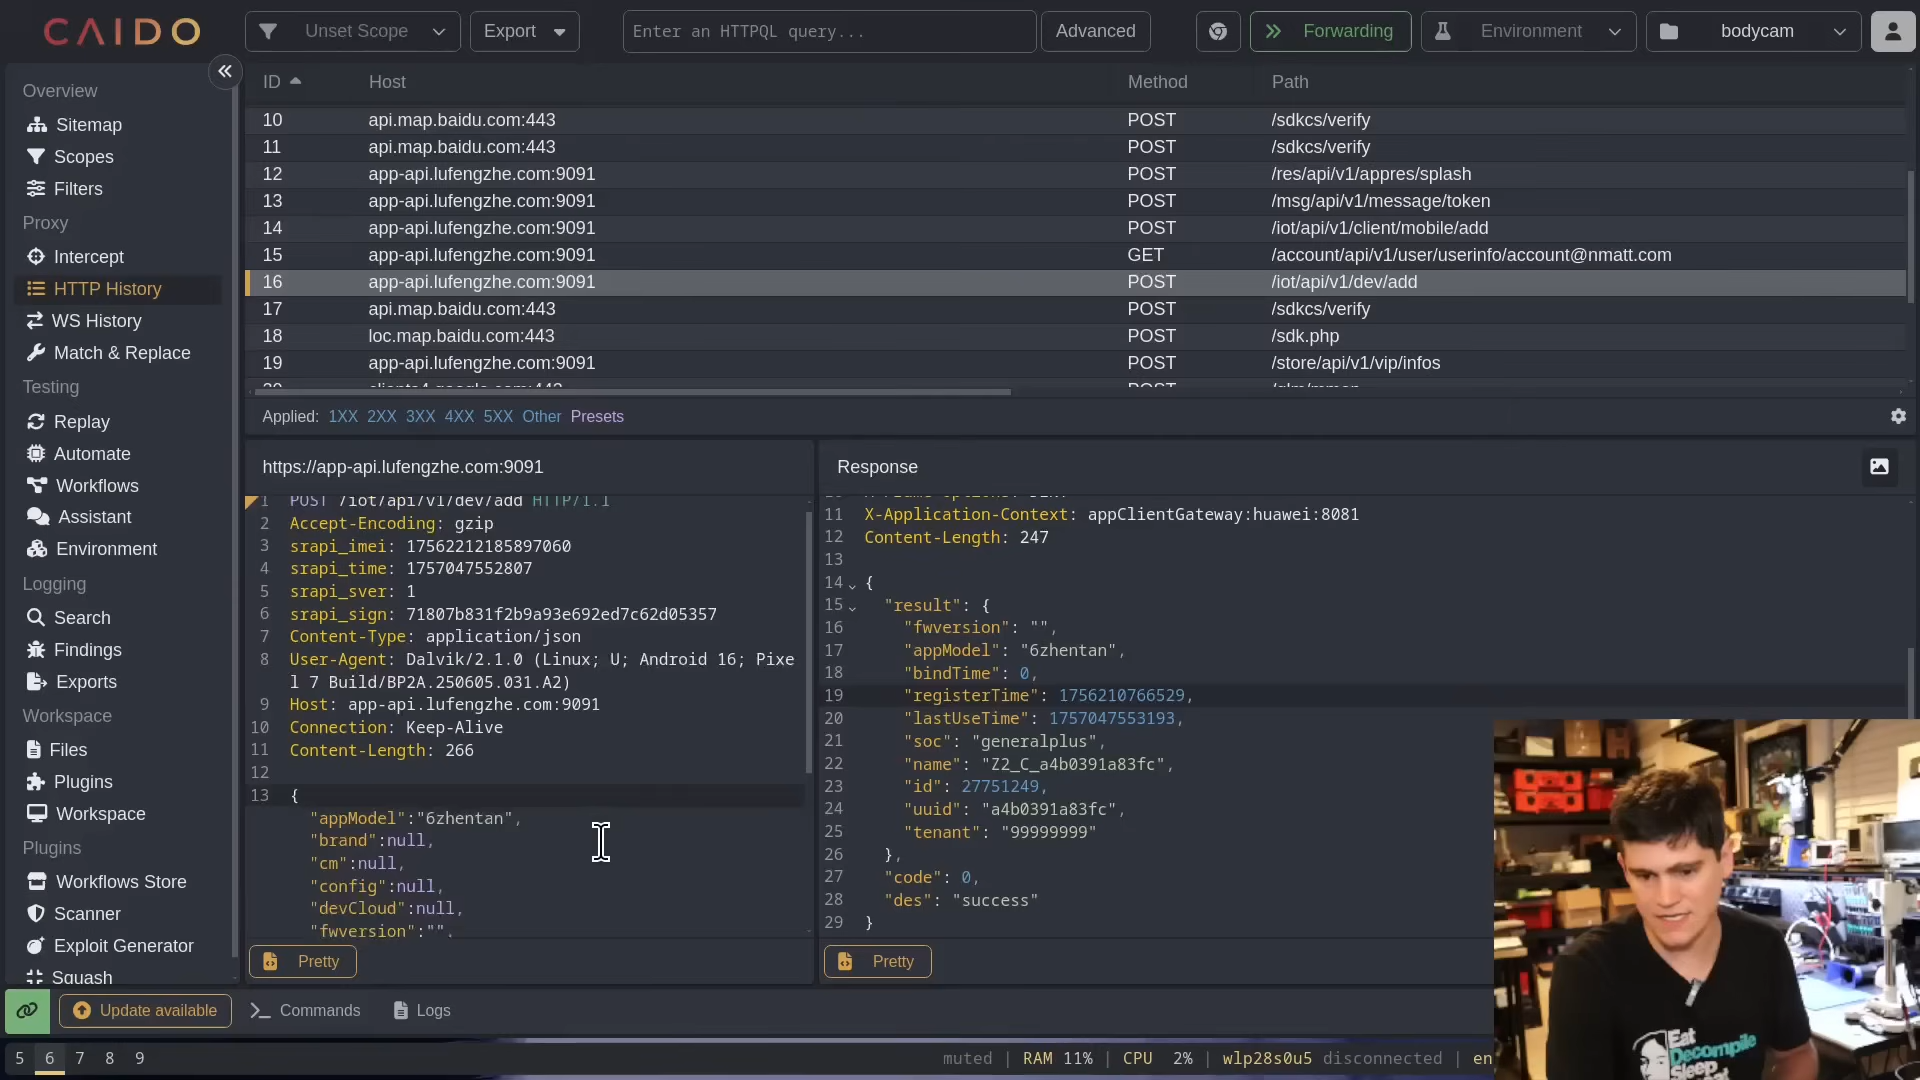 CAIDO
Unset Scope
Export
Enter an HTTPQL query...
Advanced
Forwarding
Environment
bodycam
Overview
Sitemap
Scopes
Filters
Proxy
Intercept
HTTP History
WS History
Match & Replace
Testing
Replay
Automate
Workflows
Assistant
Environment
Logging
Search
Findings
Exports
Workspace
Files
Plugins
Workspace
Plugins
Workflows Store
Scanner
Exploit Generator
Squash
ID Host Method Path
10 api.map.baidu.com:443 POST /sdkcs/verify
11 api.map.baidu.com:443 POST /sdkcs/verify
12 app-api.lufengzhe.com:9091 POST /res/api/v1/appres/splash
13 app-api.lufengzhe.com:9091 POST /msg/api/v1/message/token
14 app-api.lufengzhe.com:9091 POST /iot/api/v1/client/mobile/add
15 app-api.lufengzhe.com:9091 GET /account/api/v1/user/userinfo/account@nmatt.com
16 app-api.lufengzhe.com:9091 POST /iot/api/v1/dev/add
17 api.map.baidu.com:443 POST /sdkcs/verify
18 loc.map.baidu.com:443 POST /sdk.php
19 app-api.lufengzhe.com:9091 POST /store/api/v1/vip/infos
Applied: 1XX 2XX 3XX 4XX 5XX Other Presets
https://app-api.lufengzhe.com:9091
1 POST /iot/api/v1/dev/add HTTP/1.1
2 Accept-Encoding: gzip
3 srapi_imei: 17562212185897060
4 srapi_time: 1757047552807
5 srapi_sver: 1
6 srapi_sign: 71807b831f2b9a93e692ed7c62d05357
7 Content-Type: application/json
8 User-Agent: Dalvik/2.1.0 (Linux; U; Android 16; Pixe
l 7 Build/BP2A.250605.031.A2)
9 Host: app-api.lufengzhe.com:9091
10 Connection: Keep-Alive
11 Content-Length: 266
12
13 {
"appModel":"6zhentan",
"brand":null,
"cm":null,
"config":null,
"devCloud":null,
"fwversion":"",
Pretty
Response
11 X-Application-Context: appClientGateway:huawei:8081
12 Content-Length: 247
13
14 {
15 "result": {
16 "fwversion": "",
17 "appModel": "6zhentan",
18 "bindTime": 0,
19 "registerTime": 1756210766529,
20 "lastUseTime": 1757047553193,
21 "soc": "generalplus",
22 "name": "Z2_C_a4b0391a83fc",
23 "id": 27751249,
24 "uuid": "a4b0391a83fc",
25 "tenant": "99999999"
26 },
27 "code": 0,
28 "des": "success"
29 }
Pretty
Update available
Commands
Logs
5 6 7 8 9
muted | RAM 11% | CPU 2% | wlp28s0u5 disconnected | en
Eat
Decompile
Sleep